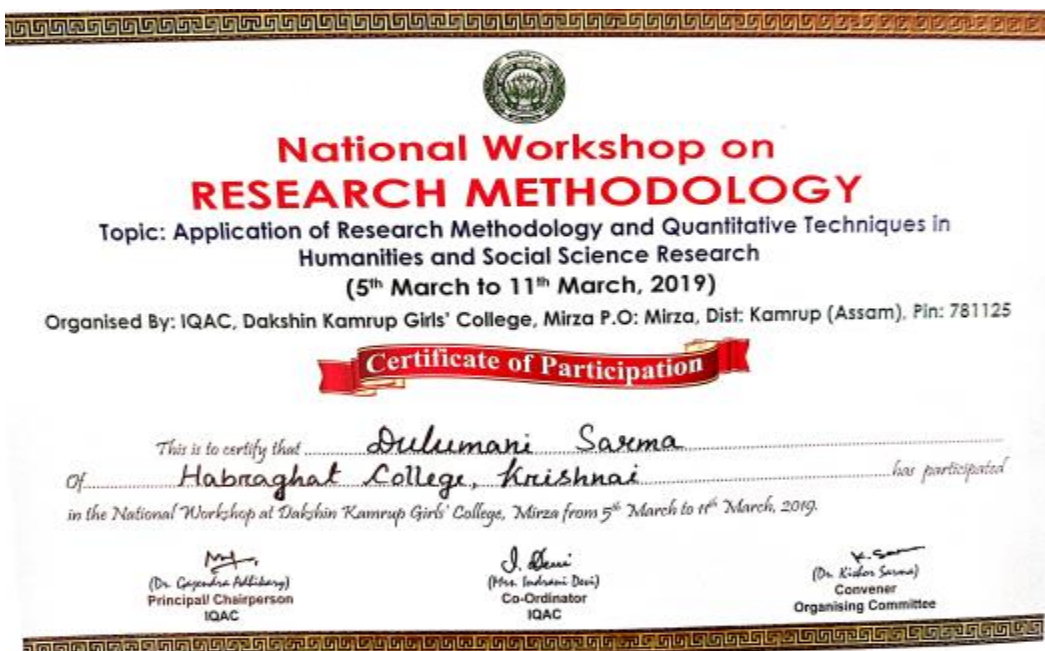 National Workshop on
RESEARCH METHODOLOGY
Topic: Application of Research Methodology and Quantitative Techniques in
Humanities and Social Science Research
(5th March to 11th March, 2019)
Organised By: IQAC, Dakshin Kamrup Girls' College, Mirza P.O: Mirza, Dist: Kamrup (Assam), Pin: 781125
Certificate of Participation
This is to certify that Dulumani Sarma
Of Habraghat College, Krishnai has participated
in the National Workshop at Dakshin Kamrup Girls' College, Mirza from 5th March to 11th March, 2019.
I. Devi
K. Sarma
(Dr. Gajendra Adhikary) (Mrs. Indrani Devi) (Dr. Kishor Sarma)
Principal/ Chairperson Co-Ordinator Convener
IQAC IQAC Organising Committee